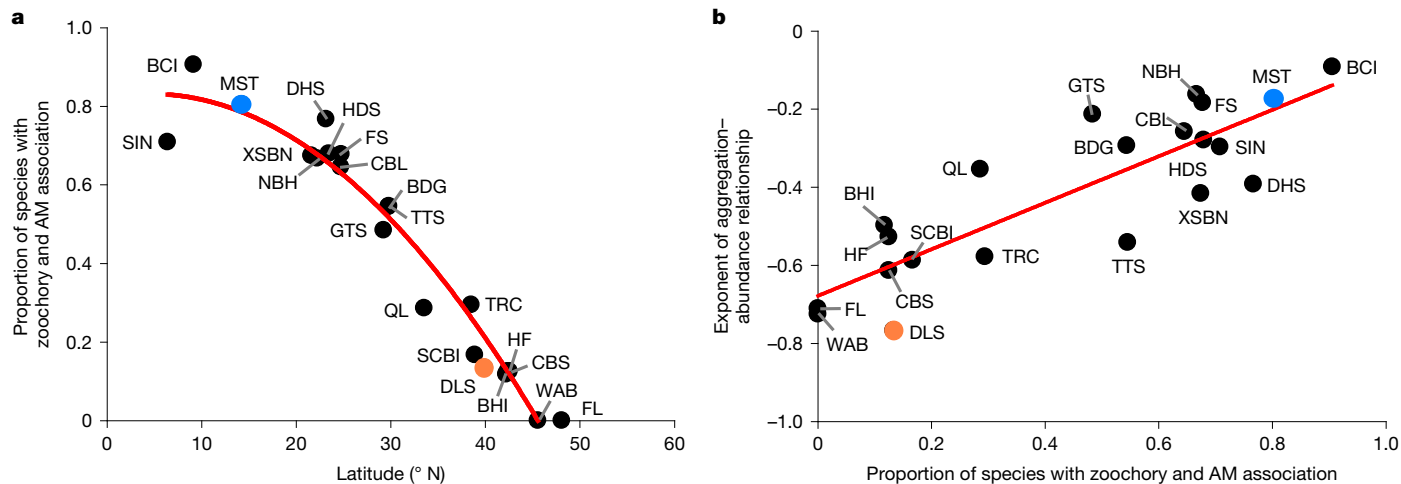 a
Proportion of species with
zoochory and AM association
1.0
0.8
0.6
0.4
0.2
0
0
10
20
30
40
50
60
Latitude (° N)
BCI
MST
SIN
DHS
HDS
FS
XSBN
CBL
NBH
BDG
TTS
GTS
QL
TRC
SCBI
HF
CBS
DLS
BHI
WAB
FL
b
Exponent of aggregation–
abundance relationship
0
−0.2
−0.4
−0.6
−0.8
−1.0
0
0.2
0.4
0.6
0.8
1.0
Proportion of species with zoochory and AM association
BCI
MST
NBH
GTS
FS
CBL
BDG
SIN
HDS
QL
DHS
XSBN
BHI
SCBI
HF
TRC
TTS
CBS
FL
DLS
WAB